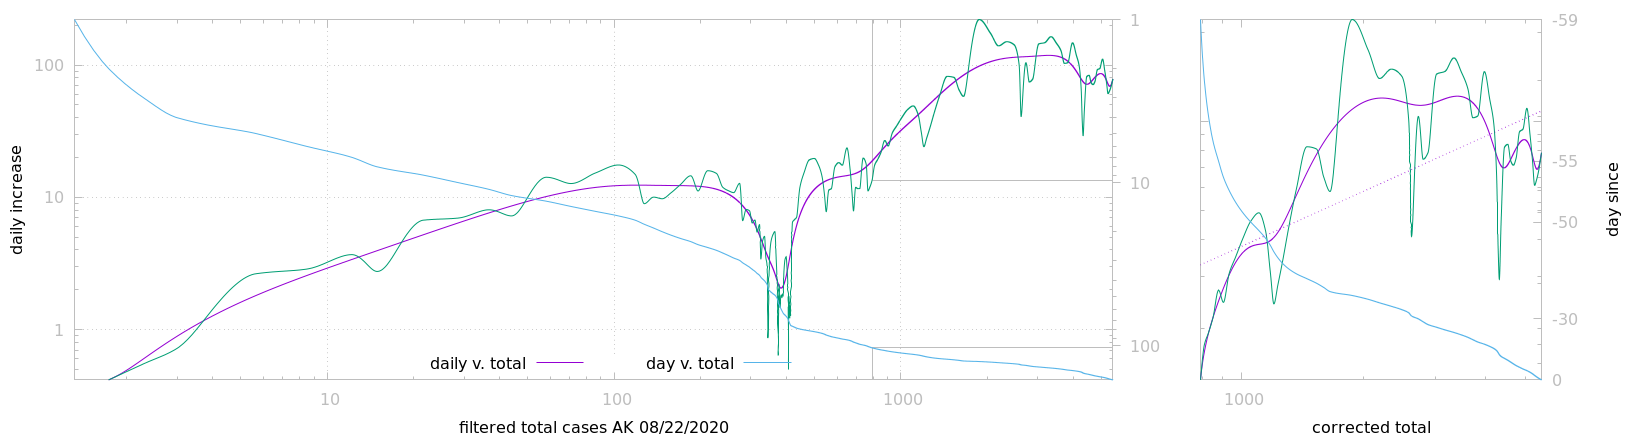 1
-59
100
daily increase
10
10
-55
-50
day since
-30
1
100
daily v. total
day v. total
0
10
100
1000
1000
filtered total cases AK 08/22/2020
corrected total